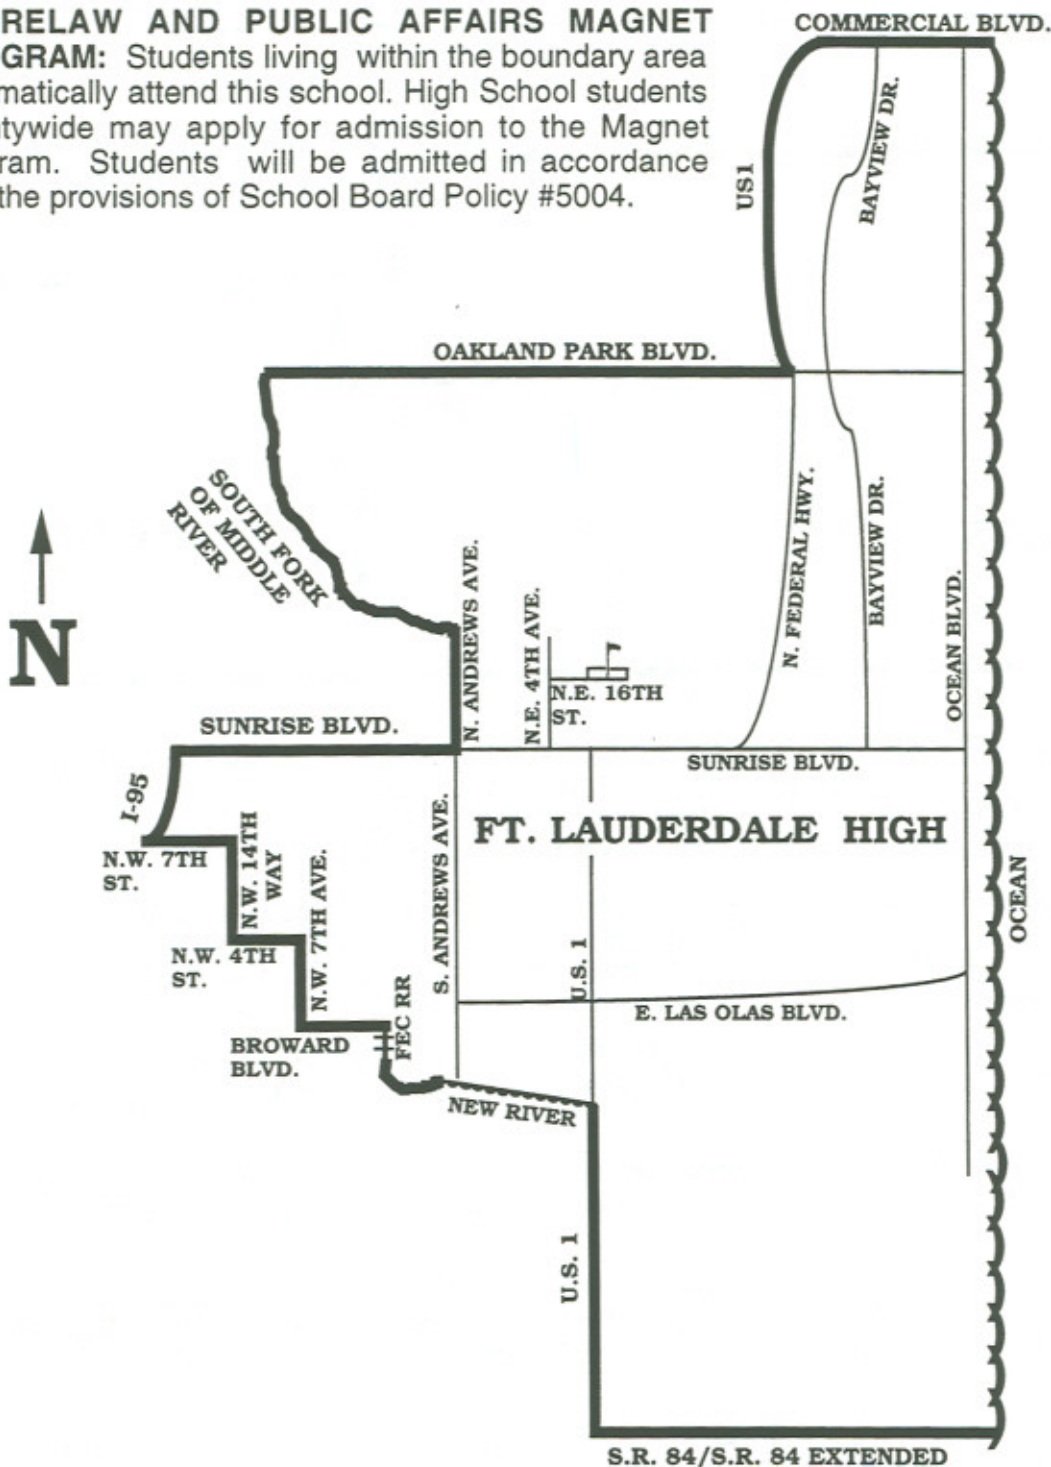 RELAW AND PUBLIC AFFAIRS MAGNET
GRAM: Students living within the boundary area
matically attend this school. High School students
tywide may apply for admission to the Magnet
ram. Students will be admitted in accordance
the provisions of School Board Policy #5004.
COMMERCIAL BLVD.
BAYVIEW DR.
US1
OAKLAND PARK BLVD.
SOUTH FORK
OF MIDDLE
RIVER
N
N. ANDREWS AVE.
N.E. 4TH AVE.
N.E. 16TH
ST.
N. FEDERAL HWY.
BAYVIEW DR.
OCEAN BLVD.
SUNRISE BLVD.
SUNRISE BLVD.
I-95
N.W. 7TH
ST.
N.W. 14TH
WAY
N.W. 4TH
ST.
N.W. 7TH AVE.
S. ANDREWS AVE.
FT. LAUDERDALE HIGH
OCEAN
U.S. 1
E. LAS OLAS BLVD.
BROWARD
BLVD.
FEC RR
NEW RIVER
U.S. 1
S.R. 84/S.R. 84 EXTENDED